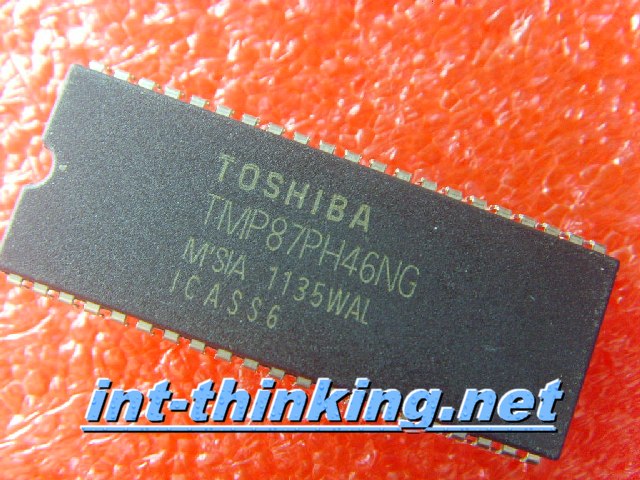 TOSHIBA
TMP87PH46NG
M'SIA 1135WAL
ICASS6
int-thinking.net